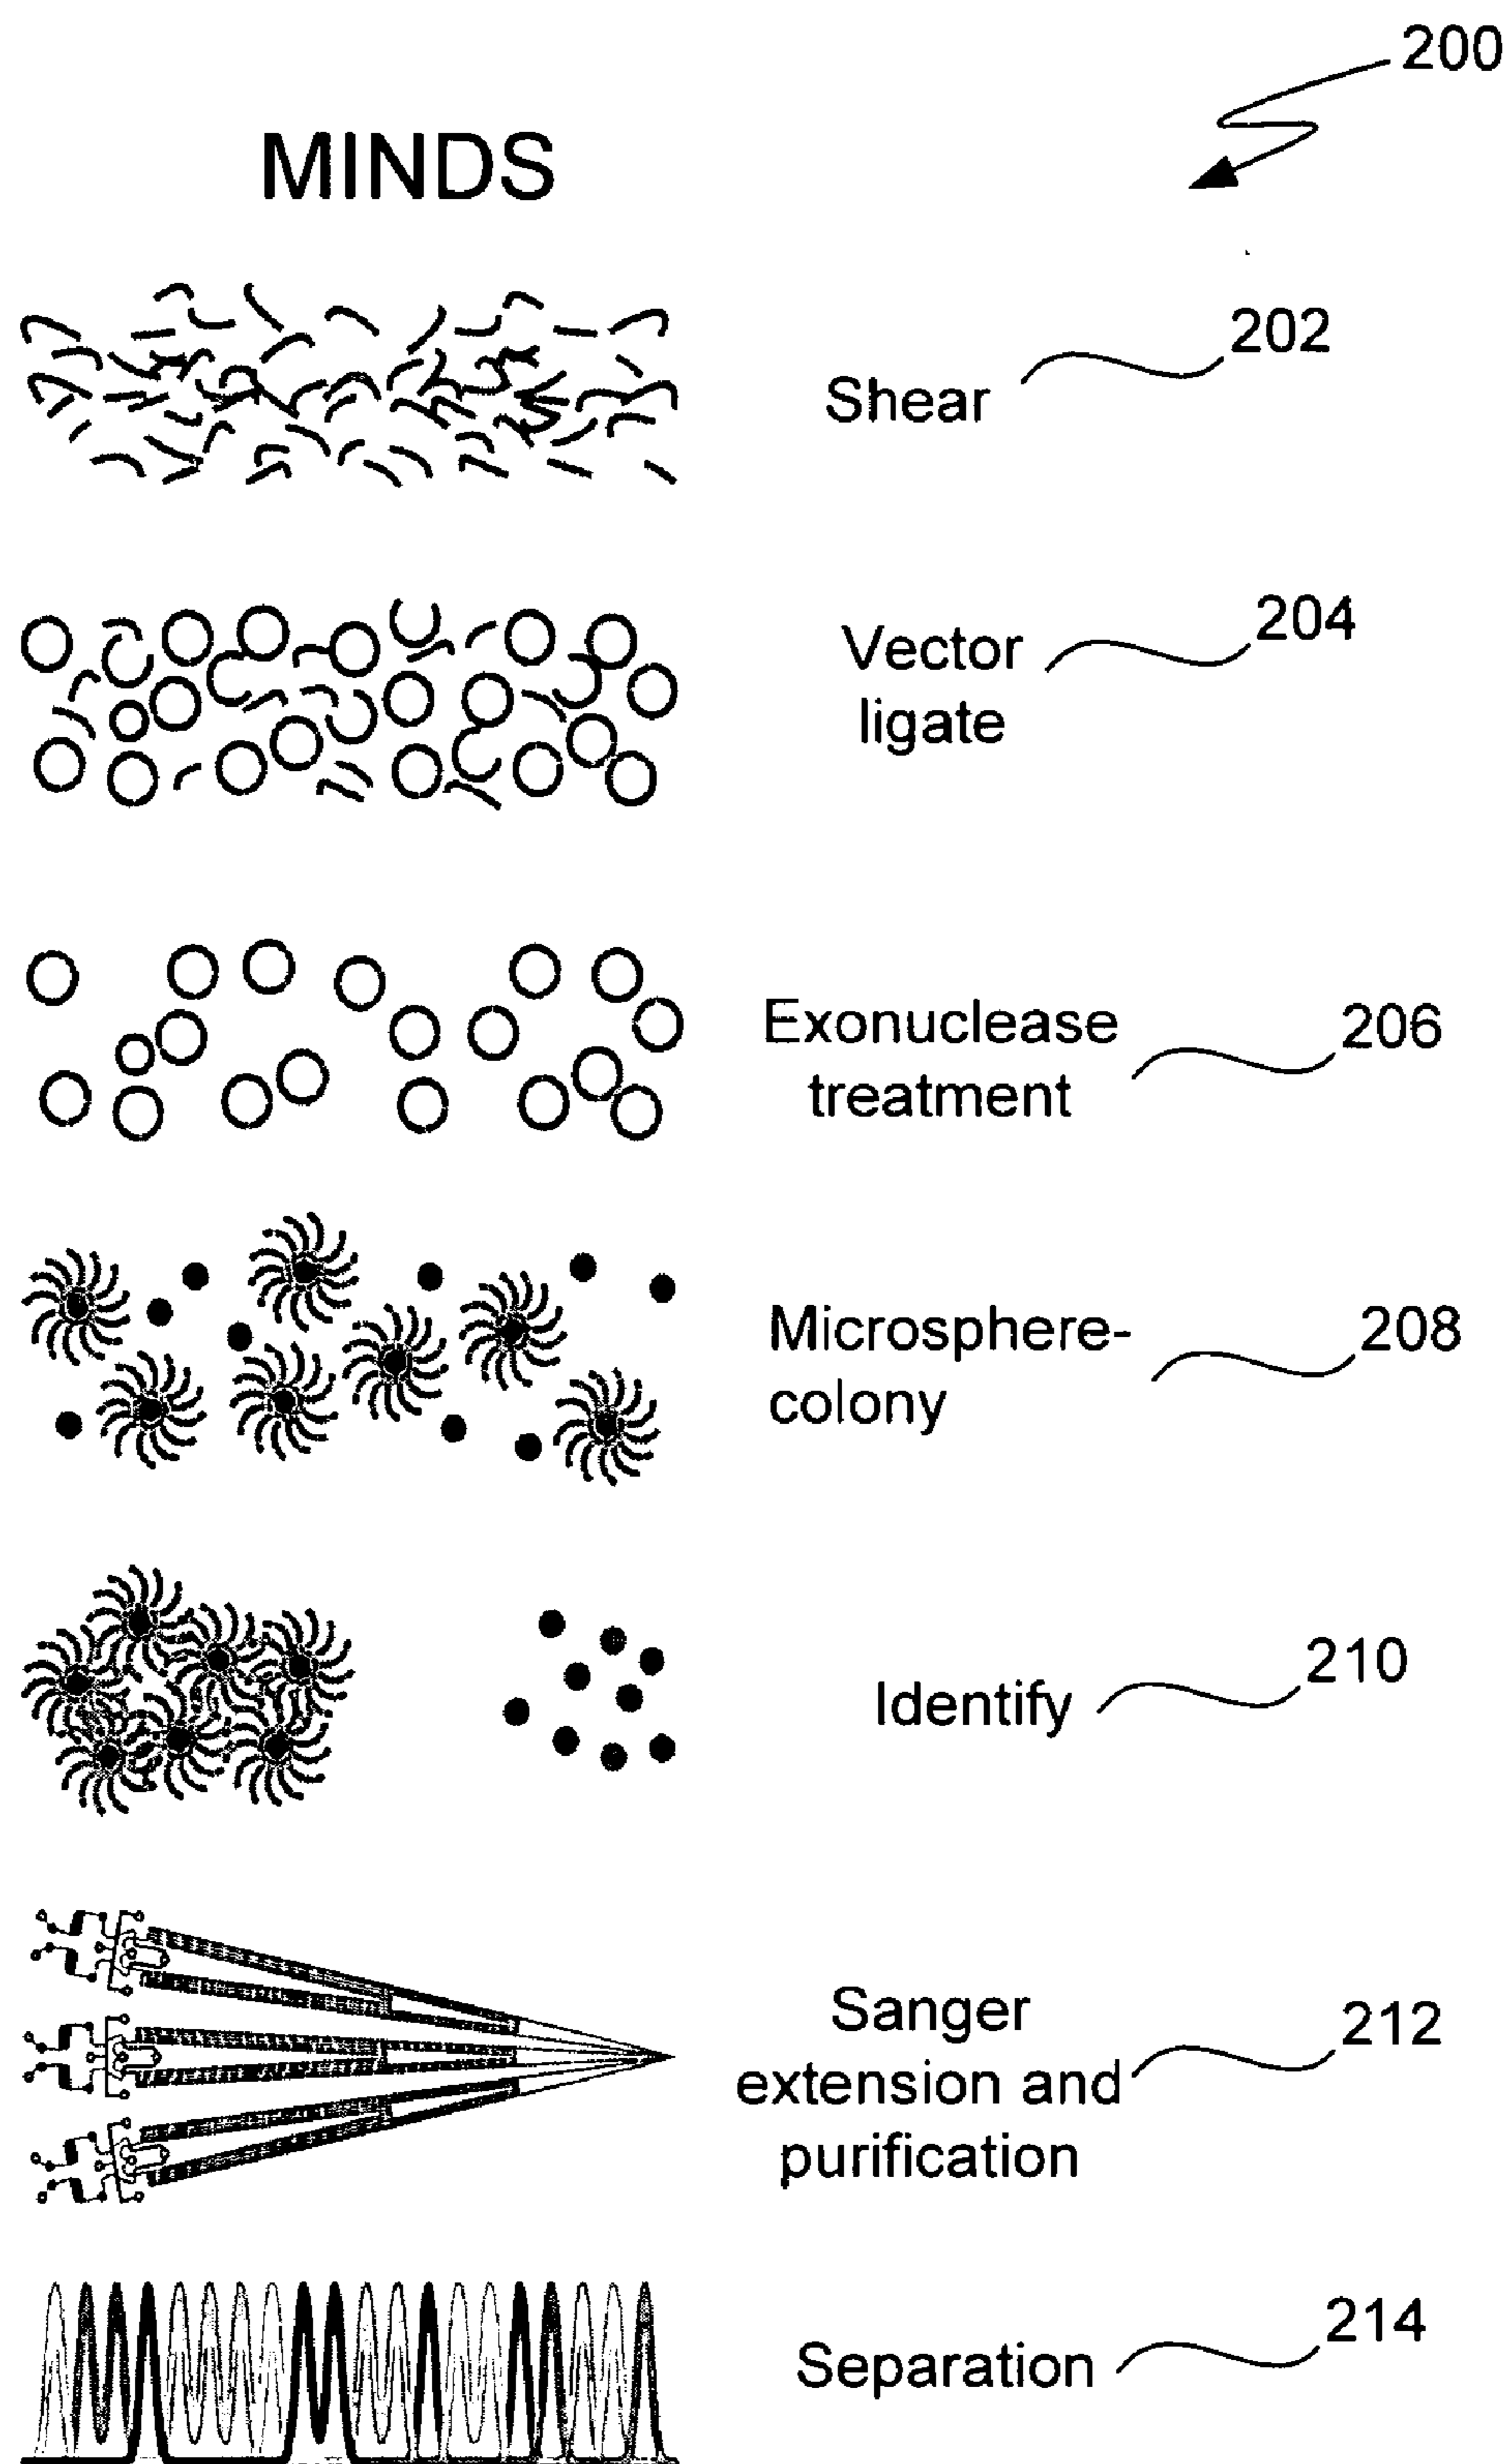 200
MINDS
202
Shear
204
Vector
ligate
Exonuclease
206
treatment
Microsphere-
208
colony
210
Identify
Sanger
212
extension and
purification
214
Separation